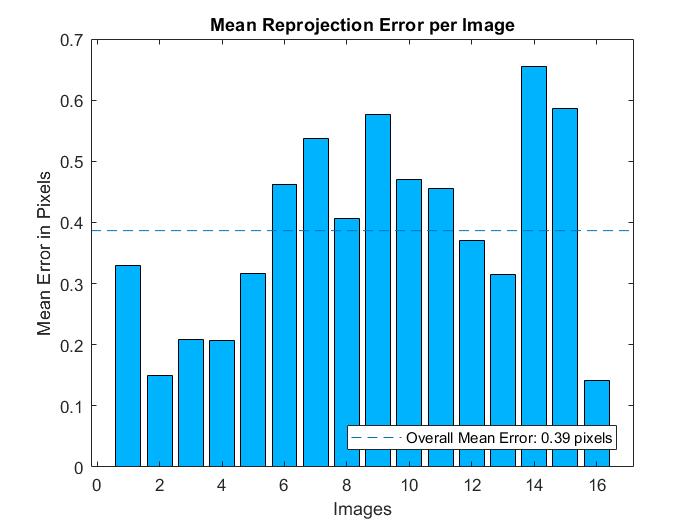 Mean Reprojection Error per Image
0.7
0.6
0.5
0.4
0.3
0.2
0.1
0
Mean Error in Pixels
Overall Mean Error: 0.39 pixels
0 2 4 6 8 10 12 14 16
Images